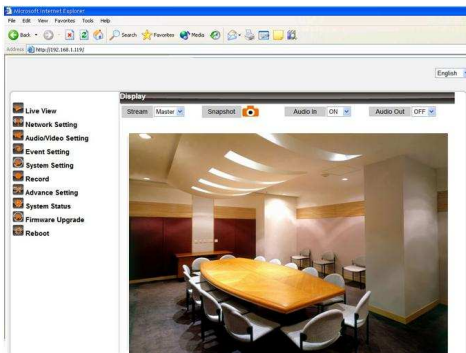 Microsoft Internet Explorer
File Edit View Favorites Tools Help
Back Search Favorites Media
Address http://192.168.1.119/
English
Display
Stream Master Snapshot Audio In ON Audio Out OFF
Live View
Network Setting
Audio/Video Setting
Event Setting
System Setting
Record
Advance Setting
System Status
Firmware Upgrade
Reboot